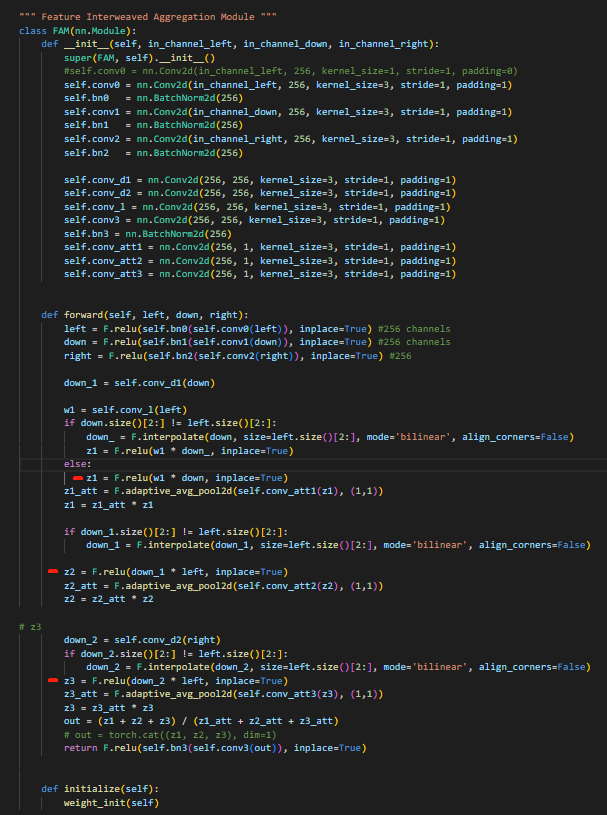 """ Feature Interweaved Aggregation Module """
class FAM(nn.Module):
    def __init__(self, in_channel_left, in_channel_down, in_channel_right):
        super(FAM, self).__init__()
        #self.conv0 = nn.Conv2d(in_channel_left, 256, kernel_size=1, stride=1, padding=0)
        self.conv0 = nn.Conv2d(in_channel_left, 256, kernel_size=3, stride=1, padding=1)
        self.bn0   = nn.BatchNorm2d(256)
        self.conv1 = nn.Conv2d(in_channel_down, 256, kernel_size=3, stride=1, padding=1)
        self.bn1   = nn.BatchNorm2d(256)
        self.conv2 = nn.Conv2d(in_channel_right, 256, kernel_size=3, stride=1, padding=1)
        self.bn2   = nn.BatchNorm2d(256)

        self.conv_d1 = nn.Conv2d(256, 256, kernel_size=3, stride=1, padding=1)
        self.conv_d2 = nn.Conv2d(256, 256, kernel_size=3, stride=1, padding=1)
        self.conv_l = nn.Conv2d(256, 256, kernel_size=3, stride=1, padding=1)
        self.conv3 = nn.Conv2d(256, 256, kernel_size=3, stride=1, padding=1)
        self.bn3 = nn.BatchNorm2d(256)
        self.conv_att1 = nn.Conv2d(256, 1, kernel_size=3, stride=1, padding=1)
        self.conv_att2 = nn.Conv2d(256, 1, kernel_size=3, stride=1, padding=1)
        self.conv_att3 = nn.Conv2d(256, 1, kernel_size=3, stride=1, padding=1)

    def forward(self, left, down, right):
        left = F.relu(self.bn0(self.conv0(left)), inplace=True) #256 channels
        down = F.relu(self.bn1(self.conv1(down)), inplace=True) #256 channels
        right = F.relu(self.bn2(self.conv2(right)), inplace=True) #256

        down_1 = self.conv_d1(down)

        w1 = self.conv_l(left)
        if down.size()[2:] != left.size()[2:]:
            down_ = F.interpolate(down, size=left.size()[2:], mode='bilinear', align_corners=False)
            z1 = F.relu(w1 * down_, inplace=True)
        else:
            z1 = F.relu(w1 * down, inplace=True)
        z1_att = F.adaptive_avg_pool2d(self.conv_att1(z1), (1,1))
        z1 = z1_att * z1

        if down_1.size()[2:] != left.size()[2:]:
            down_1 = F.interpolate(down_1, size=left.size()[2:], mode='bilinear', align_corners=False)

        z2 = F.relu(down_1 * left, inplace=True)
        z2_att = F.adaptive_avg_pool2d(self.conv_att2(z2), (1,1))
        z2 = z2_att * z2

# z3
        down_2 = self.conv_d2(right)
        if down_2.size()[2:] != left.size()[2:]:
            down_2 = F.interpolate(down_2, size=left.size()[2:], mode='bilinear', align_corners=False)
        z3 = F.relu(down_2 * left, inplace=True)
        z3_att = F.adaptive_avg_pool2d(self.conv_att3(z3), (1,1))
        z3 = z3_att * z3
        out = (z1 + z2 + z3) / (z1_att + z2_att + z3_att)
        # out = torch.cat((z1, z2, z3), dim=1)
        return F.relu(self.bn3(self.conv3(out)), inplace=True)

    def initialize(self):
        weight_init(self)